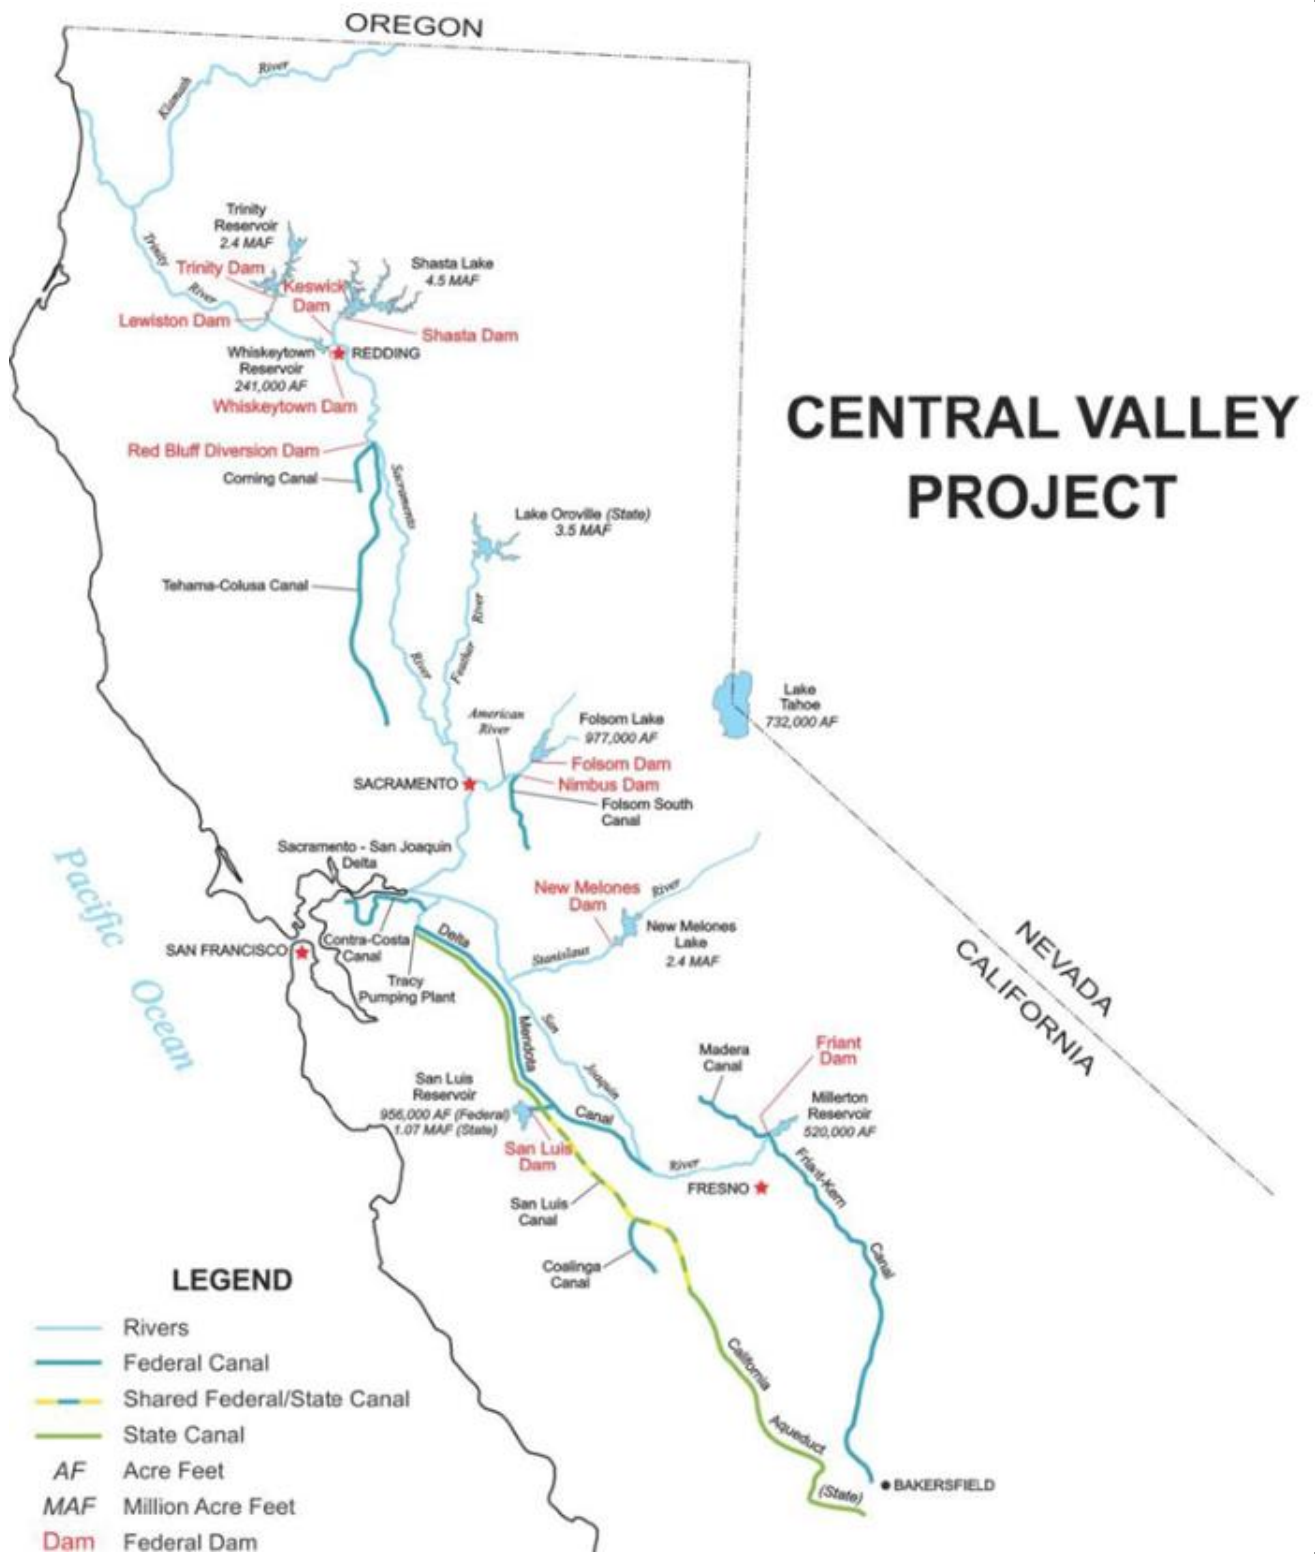 OREGON
Klamath
River
Trinity
Reservoir
2.4 MAF
Trinity Dam
Trinity
River
Keswick
Dam
Shasta Lake
4.5 MAF
Lewiston Dam
Shasta Dam
Whiskeytown
Reservoir
241,000 AF
REDDING
Whiskeytown Dam
CENTRAL VALLEY
PROJECT
Red Bluff Diversion Dam
Corning Canal
Sacramento
River
Lake Oroville (State)
3.5 MAF
Tehama-Colusa Canal
Feather
River
American
River
Folsom Lake
977,000 AF
Lake
Tahoe
732,000 AF
Folsom Dam
Nimbus Dam
SACRAMENTO
Folsom South
Canal
Sacramento - San Joaquin
Delta
Pacific
Ocean
New Melones
Dam
River
New Melones
Lake
2.4 MAF
Stanislaus
SAN FRANCISCO
Contra-Costa
Canal
Tracy
Pumping Plant
Delta
Mendota
Canal
NEVADA
CALIFORNIA
San
Joaquin
River
Madera
Canal
Friant
Dam
Millerton
Reservoir
520,000 AF
San Luis
Reservoir
956,000 AF (Federal)
1.07 MAF (State)
San Luis
Dam
FRESNO
Friant-Kern
Canal
San Luis
Canal
Coalinga
Canal
California
Aqueduct
(State)
BAKERSFIELD
LEGEND
Rivers
Federal Canal
Shared Federal/State Canal
State Canal
AF Acre Feet
MAF Million Acre Feet
Dam Federal Dam